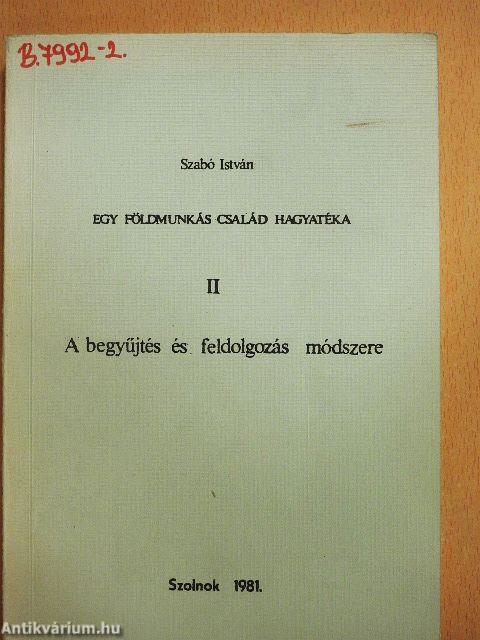 B.7992-2.
Szabó István
EGY FÖLDMUNKÁS CSALÁD HAGYATÉKA
II
A begyűjtés és feldolgozás módszere
Szolnok 1981.
Antikvárium.hu